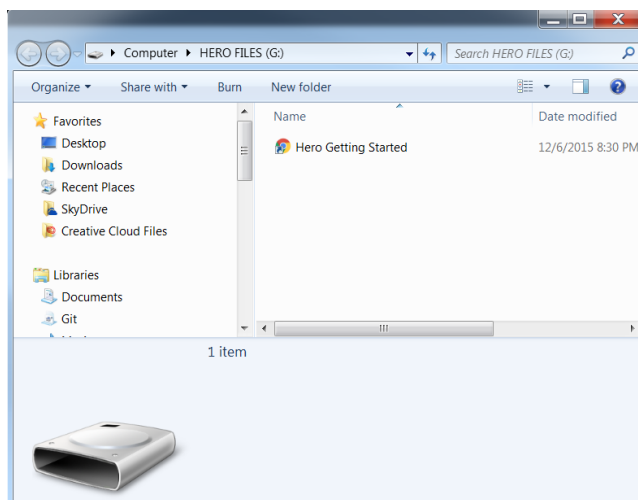 Computer ▸ HERO FILES (G:)
Search HERO FILES (G:)
Organize
Share with
Burn
New folder
Favorites
Desktop
Downloads
Recent Places
SkyDrive
Creative Cloud Files
Libraries
Documents
Git
Name
Date modified
Hero Getting Started
12/6/2015 8:30 PM
1 item